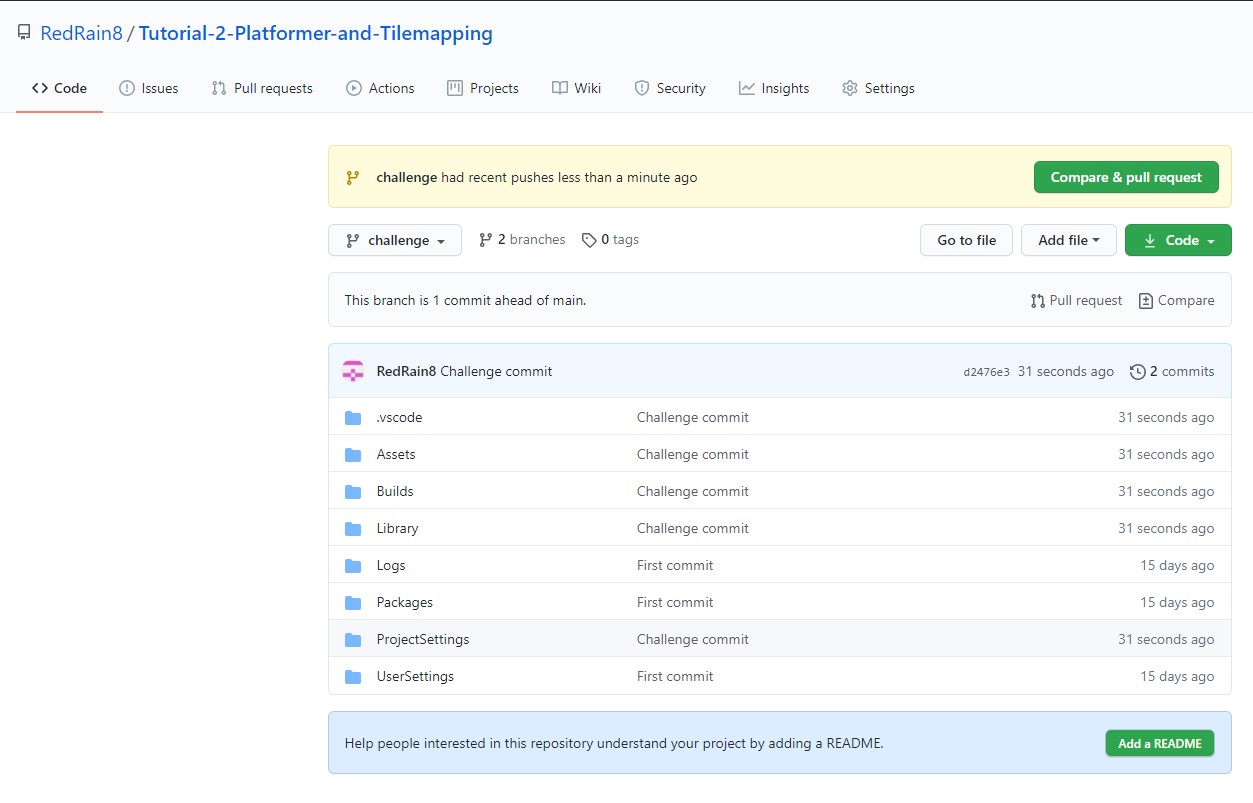 RedRain8 / Tutorial-2-Platformer-and-Tilemapping
Code Issues Pull requests Actions Projects Wiki Security Insights Settings
challenge had recent pushes less than a minute ago Compare & pull request
challenge 2 branches 0 tags Go to file Add file Code
This branch is 1 commit ahead of main. Pull request Compare
RedRain8 Challenge commit d2476e3 31 seconds ago 2 commits
.vscode Challenge commit 31 seconds ago
Assets Challenge commit 31 seconds ago
Builds Challenge commit 31 seconds ago
Library Challenge commit 31 seconds ago
Logs First commit 15 days ago
Packages First commit 15 days ago
ProjectSettings Challenge commit 31 seconds ago
UserSettings First commit 15 days ago
Help people interested in this repository understand your project by adding a README. Add a README